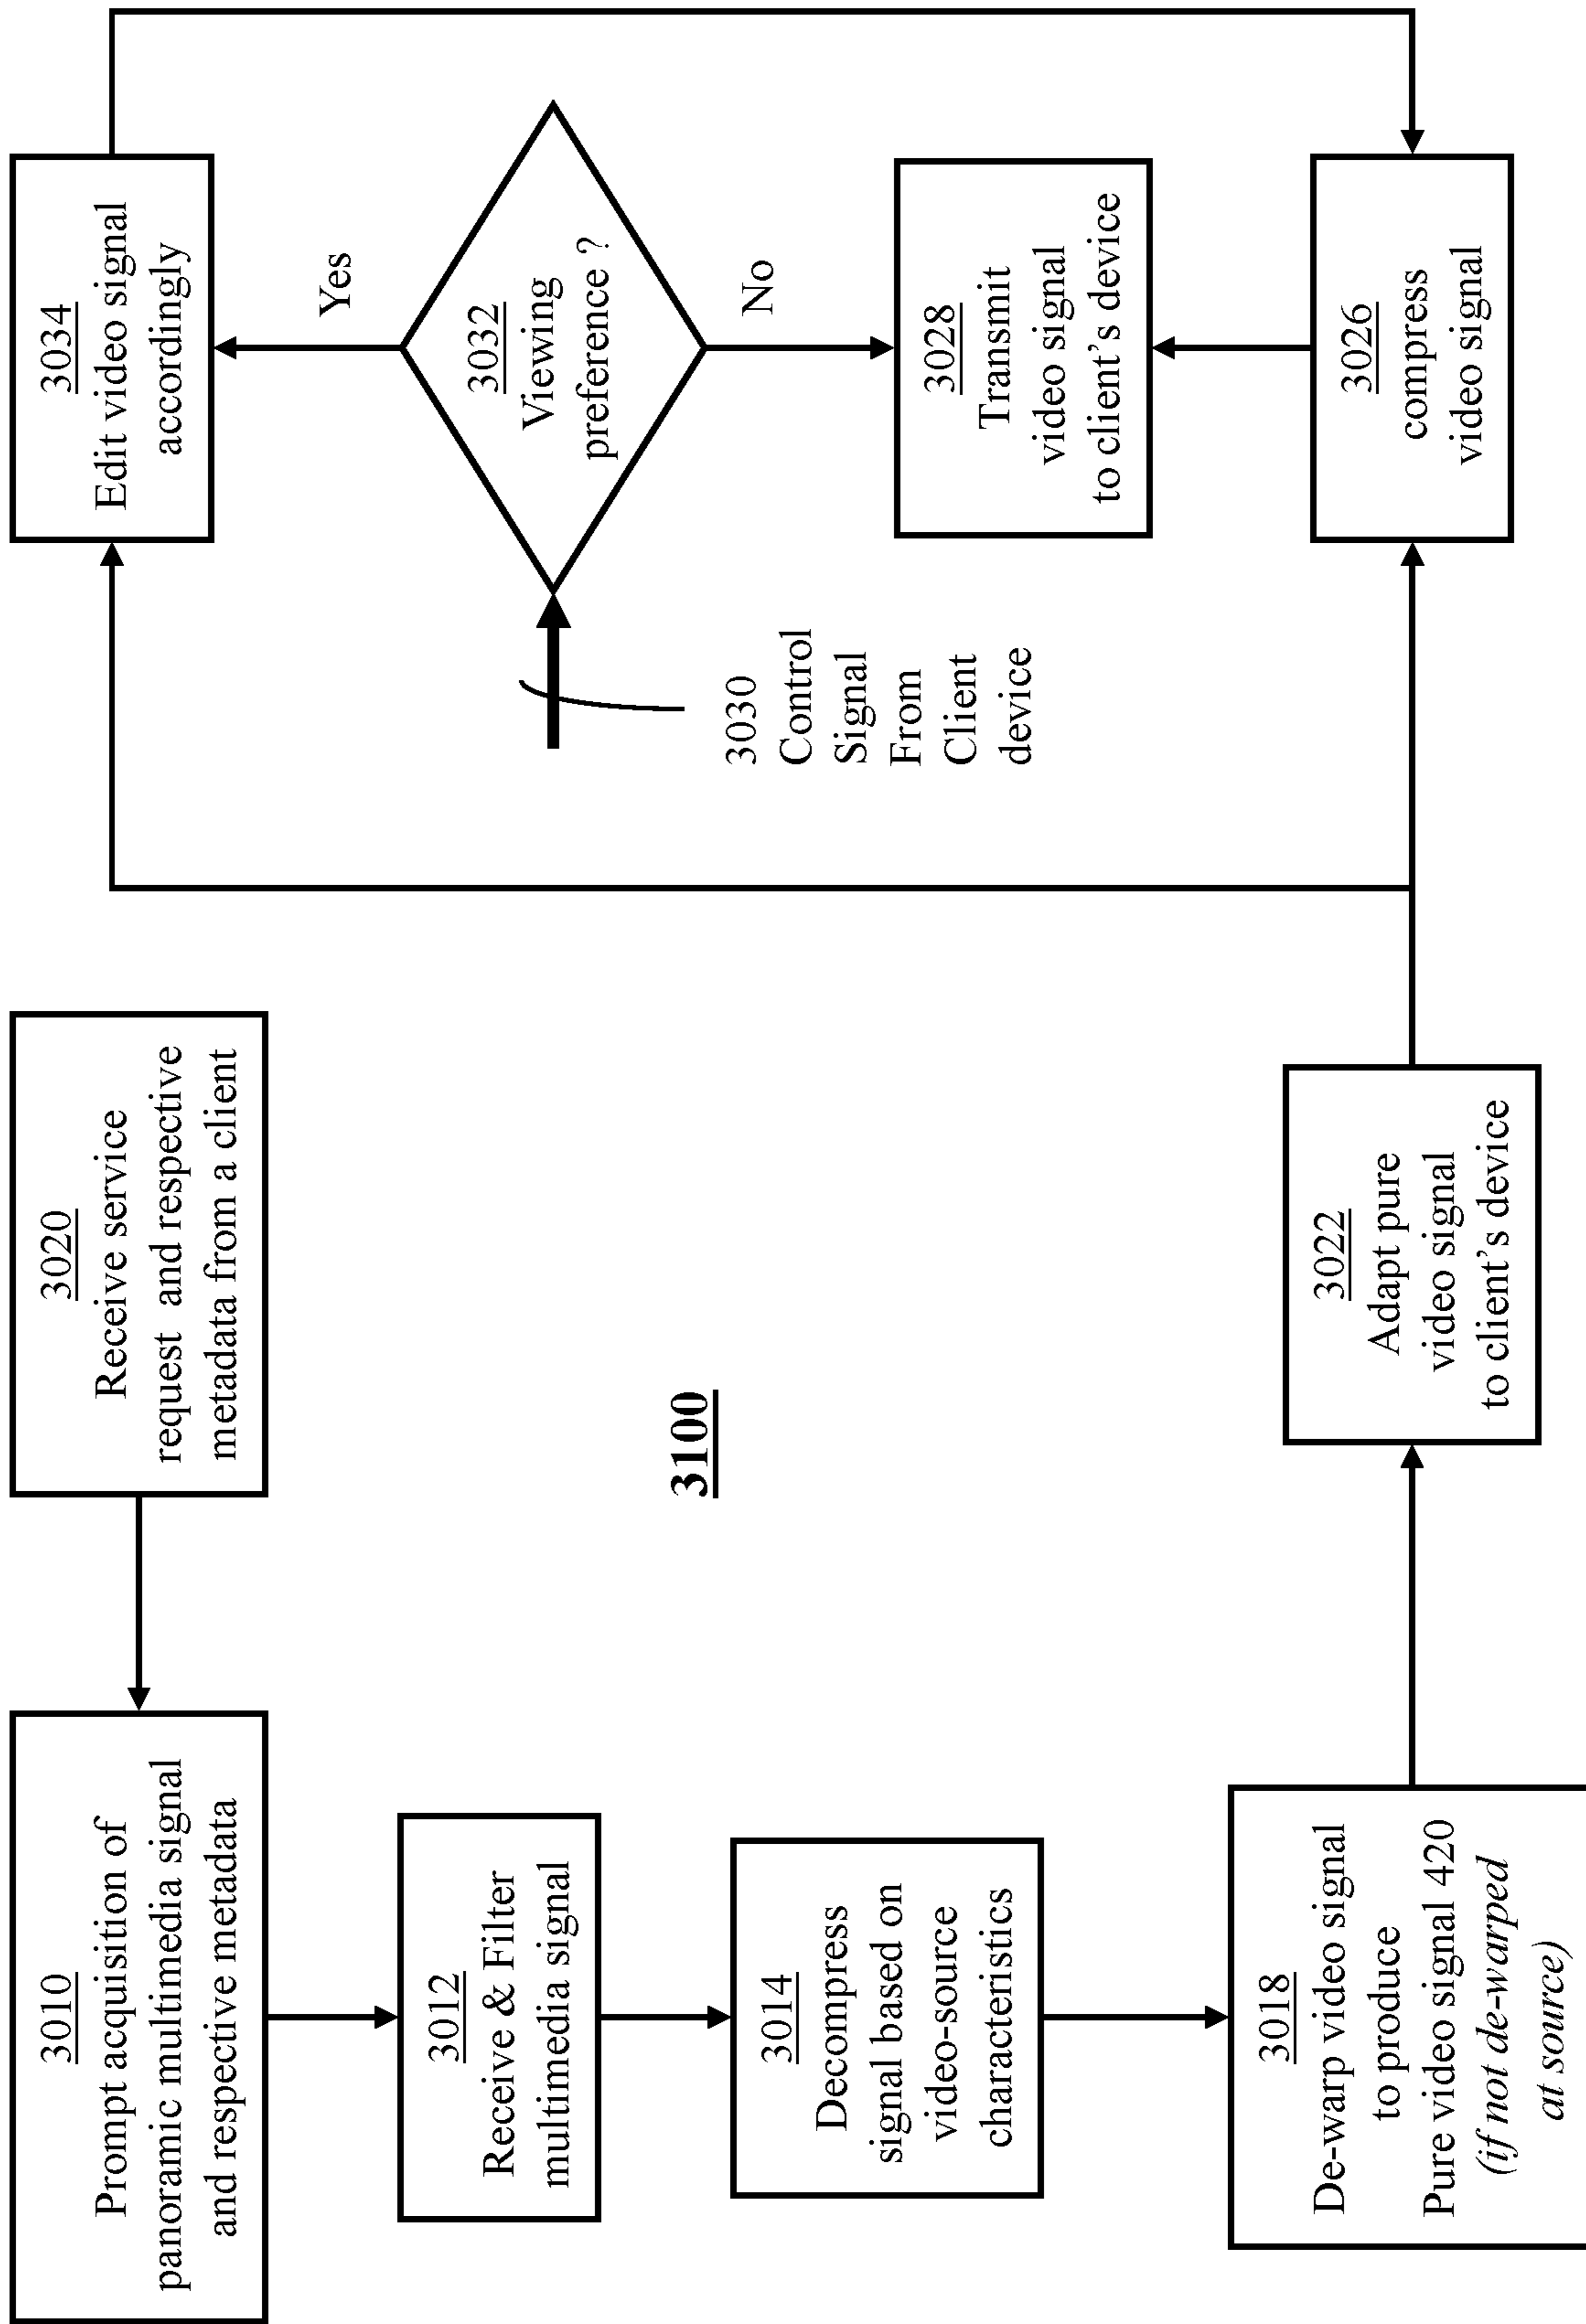 3010
Prompt acquisition of
panoramic multimedia signal
and respective metadata
3020
Receive service
request and respective
metadata from a client
3012
Receive & Filter
multimedia signal
3014
Decompress
signal based on
video-source
characteristics
3018
De-warp video signal
to produce
Pure video signal 420
(if not de-warped
at source)
3100
3022
Adapt pure
video signal
to client's device
3034
Edit video signal
accordingly
Yes
3032
Viewing
preference ?
No
3030
Control
Signal
From
Client
device
3028
Transmit
video signal
to client's device
3026
compress
video signal